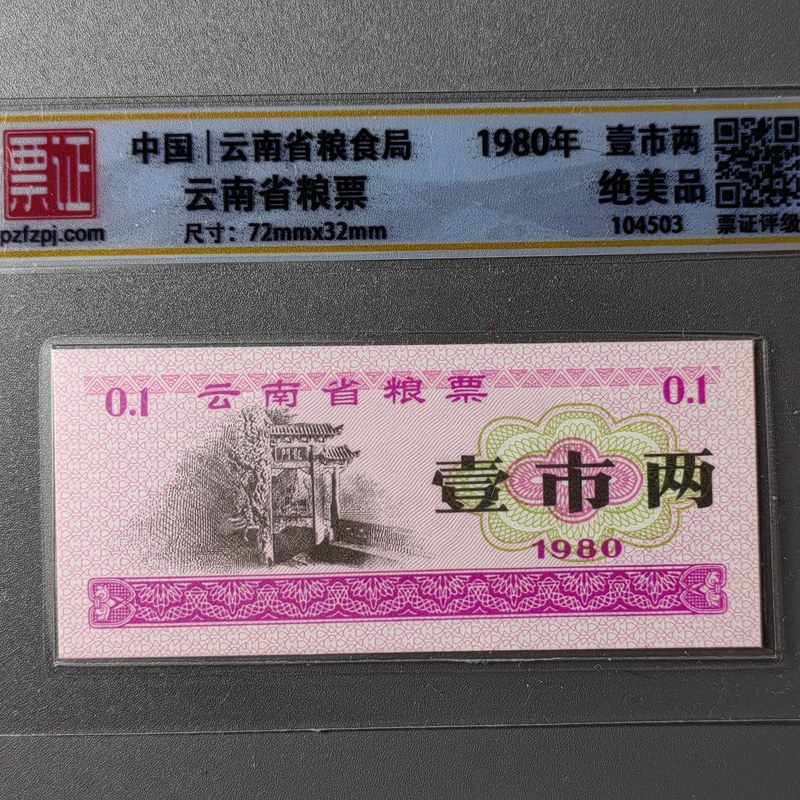 票证
pzfzpj.com
中国|云南省粮食局
云南省粮票
尺寸：72mmx32mm
1980年 壹市两
绝美品
104503
票证评级
0.1 云南省粮票 0.1
壹市两
1980